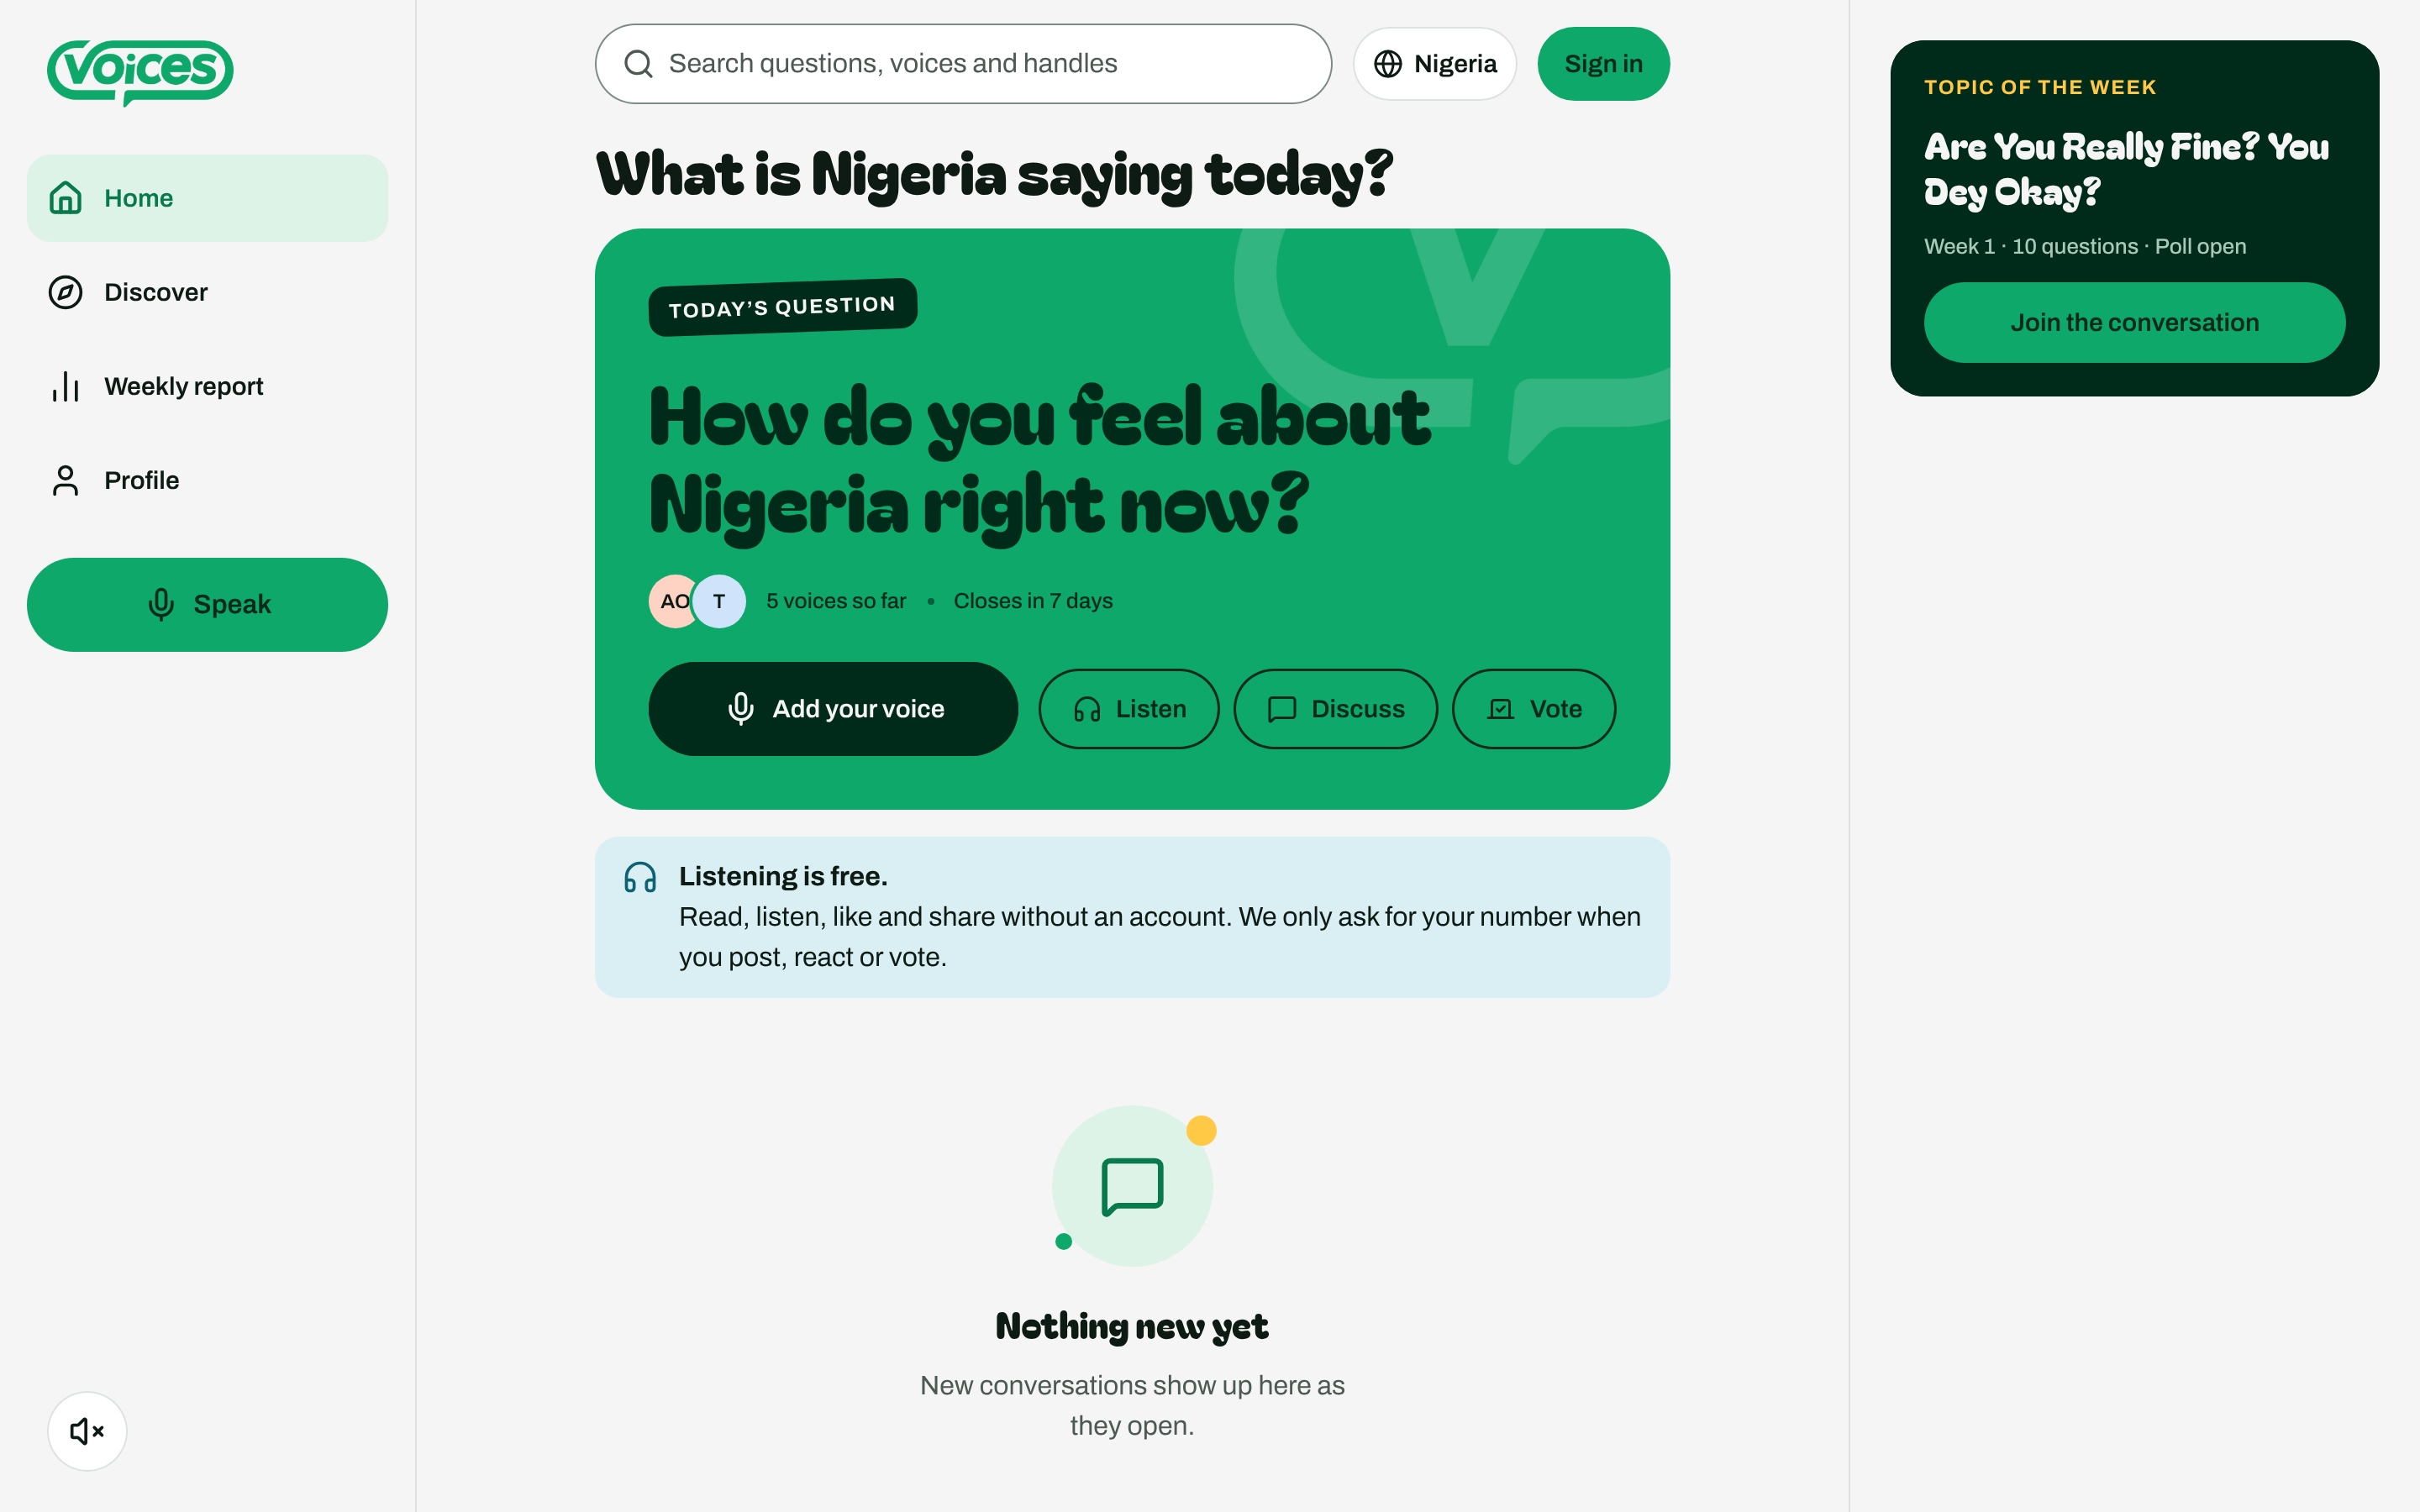 voices
Home
Discover
Weekly report
Profile
Speak
Search questions, voices and handles
Nigeria
Sign in
What is Nigeria saying today?
TODAY’S QUESTION
How do you feel about
Nigeria right now?
AO
T
5 voices so far • Closes in 7 days
Add your voice
Listen
Discuss
Vote
Listening is free.
Read, listen, like and share without an account. We only ask for your number when
you post, react or vote.
Nothing new yet
New conversations show up here as
they open.
TOPIC OF THE WEEK
Are You Really Fine? You
Dey Okay?
Week 1 · 10 questions · Poll open
Join the conversation